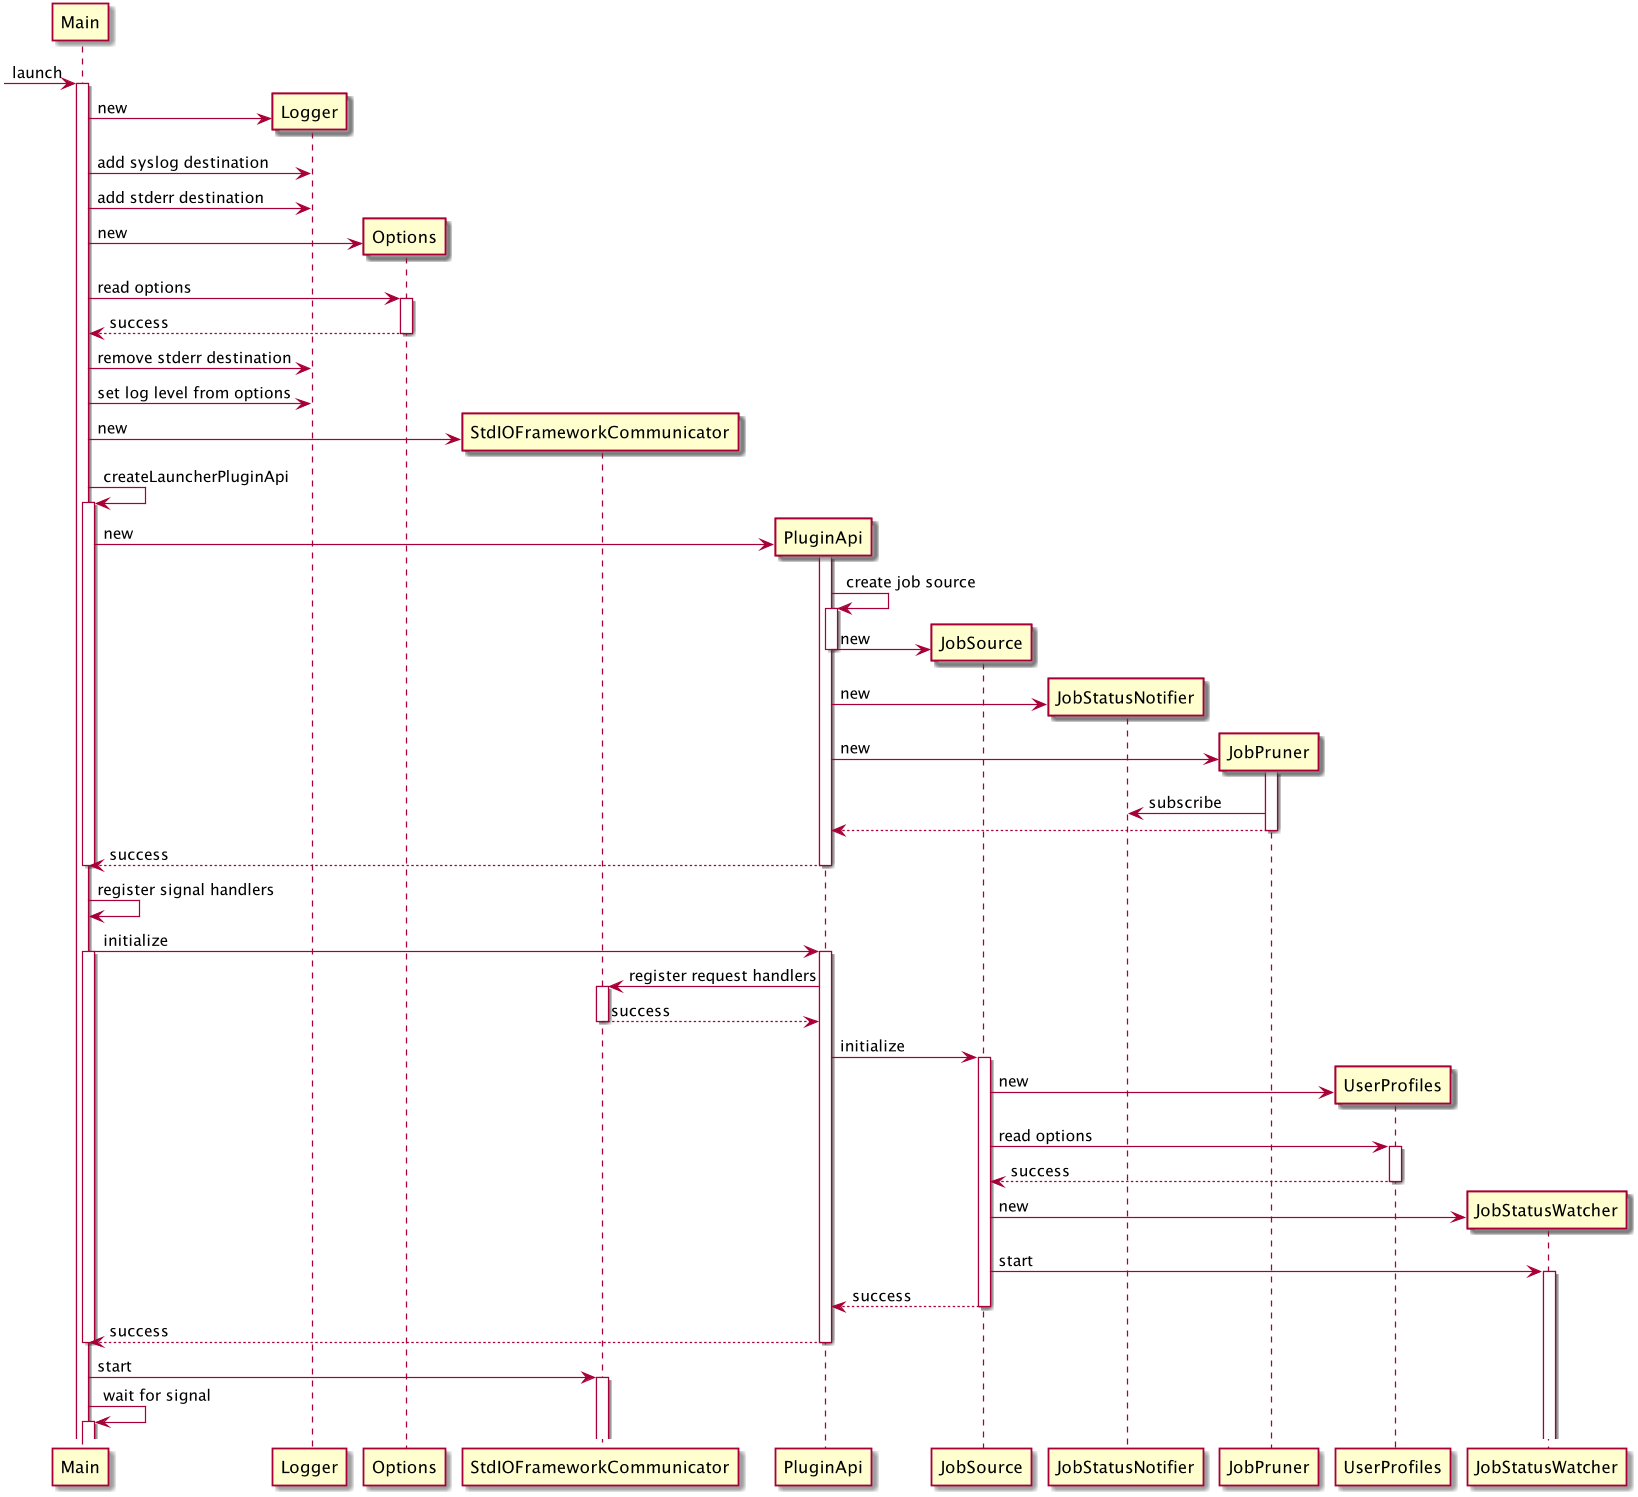 Main
launch
new
Logger
add syslog destination
add stderr destination
new
Options
read options
success
remove stderr destination
set log level from options
new
StdIOFrameworkCommunicator
createLauncherPluginApi
new
PluginApi
create job source
new
JobSource
new
JobStatusNotifier
new
JobPruner
subscribe
success
register signal handlers
initialize
register request handlers
success
initialize
new
UserProfiles
read options
success
new
JobStatusWatcher
start
success
success
start
wait for signal
Main Logger Options StdIOFrameworkCommunicator PluginApi JobSource JobStatusNotifier JobPruner UserProfiles JobStatusWatcher